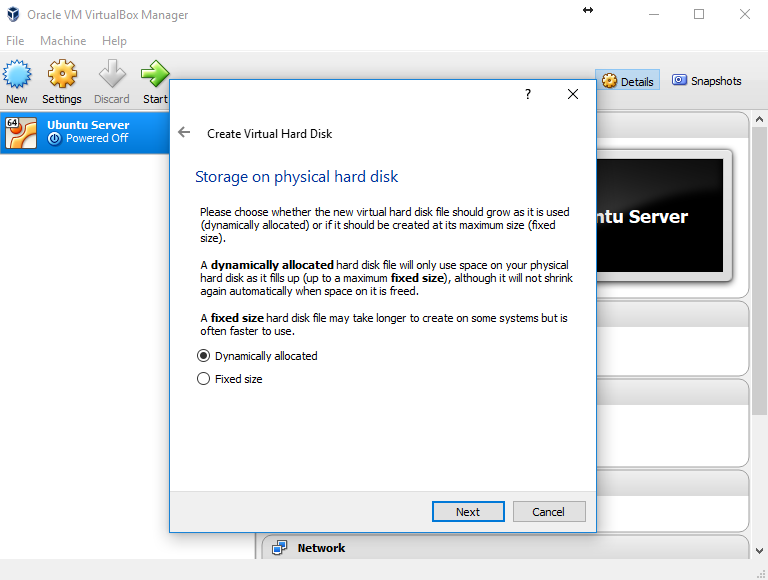 Oracle VM VirtualBox Manager
File Machine Help
New Settings Discard Start
Details Snapshots
64
Ubuntu Server
Powered Off
? 
Create Virtual Hard Disk
Storage on physical hard disk
Please choose whether the new virtual hard disk file should grow as it is used
(dynamically allocated) or if it should be created at its maximum size (fixed
size).
A dynamically allocated hard disk file will only use space on your physical
hard disk as it fills up (up to a maximum fixed size), although it will not shrink
again automatically when space on it is freed.
A fixed size hard disk file may take longer to create on some systems but is
often faster to use.
Dynamically allocated
Fixed size
Next Cancel
ntu Server
Network